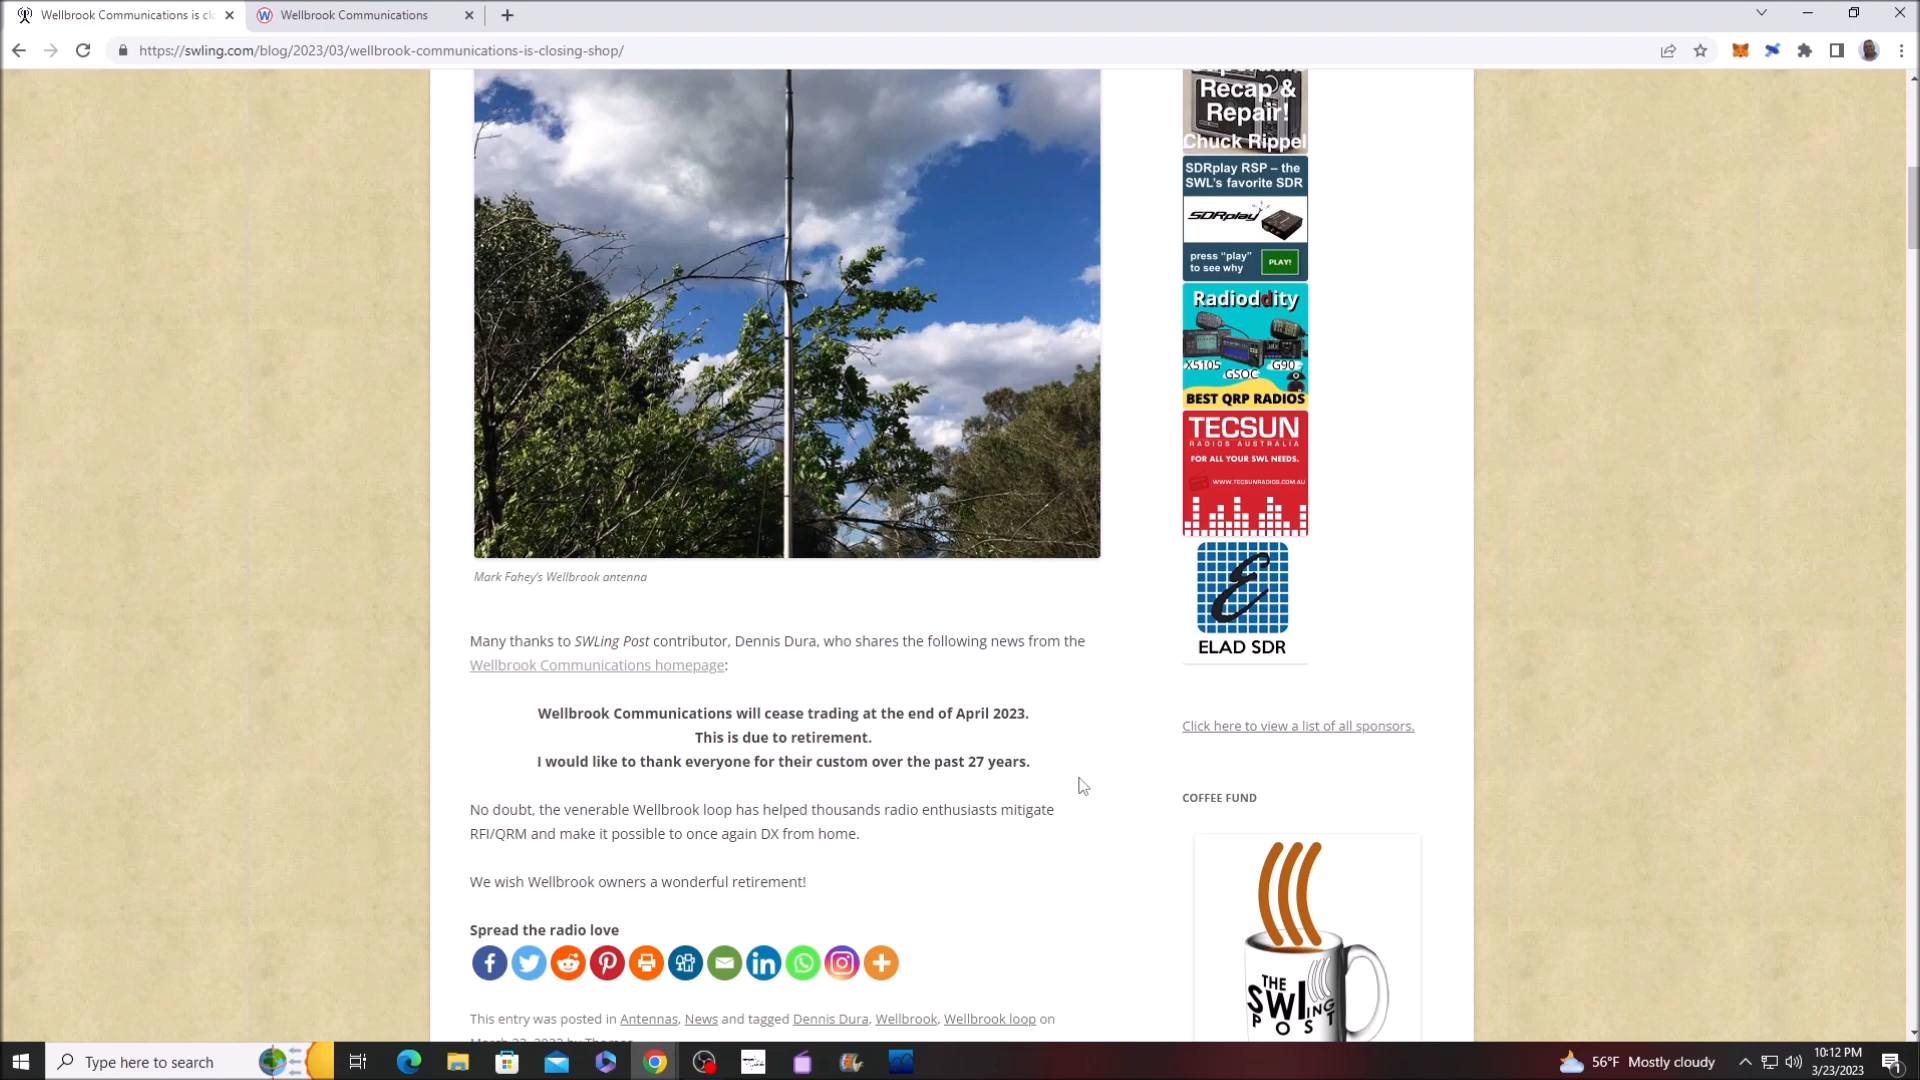 Wellbrook Communications is clo
Wellbrook Communications
https://swling.com/blog/2023/03/wellbrook-communications-is-closing-shop/
Recap &
Repair!
Chuck Rippel
SDRplay RSP – the
SWL's favorite SDR
SDRplay
press "play"
to see why
PLAY!
Radioddity
X5105
GSOC
G90
BEST QRP RADIOS
TECSUN
RADIOS AUSTRALIA
FOR ALL YOUR SWL NEEDS.
WWW.TECSUNRADIOS.COM.AU
E
ELAD SDR
Mark Fahey's Wellbrook antenna
Many thanks to SWLing Post contributor, Dennis Dura, who shares the following news from the
Wellbrook Communications homepage:
Wellbrook Communications will cease trading at the end of April 2023.
This is due to retirement.
I would like to thank everyone for their custom over the past 27 years.
No doubt, the venerable Wellbrook loop has helped thousands radio enthusiasts mitigate
RFI/QRM and make it possible to once again DX from home.
We wish Wellbrook owners a wonderful retirement!
Spread the radio love
This entry was posted in Antennas, News and tagged Dennis Dura, Wellbrook, Wellbrook loop on
Click here to view a list of all sponsors.
COFFEE FUND
THE
SWLING
POST
Type here to search
56°F Mostly cloudy
10:12 PM
3/23/2023
1